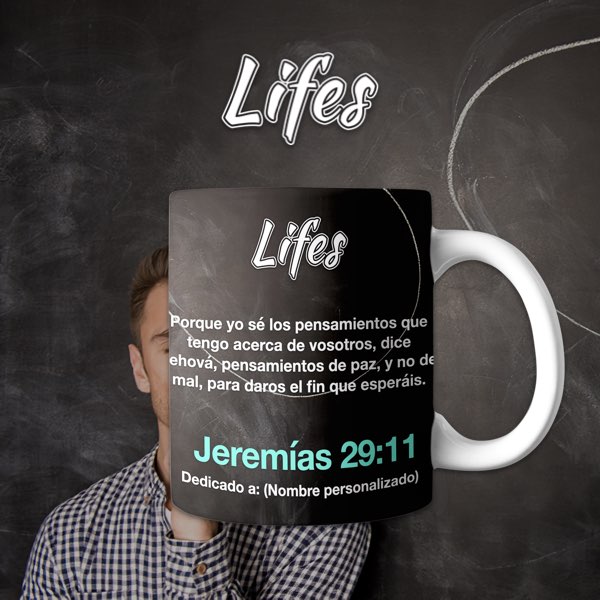 Lifes
Lifes
Porque yo sé los pensamientos que
tengo acerca de vosotros, dice
ehová, pensamientos de paz, y no de
mal, para daros el fin que esperáis.
Jeremías 29:11
Dedicado a: (Nombre personalizado)